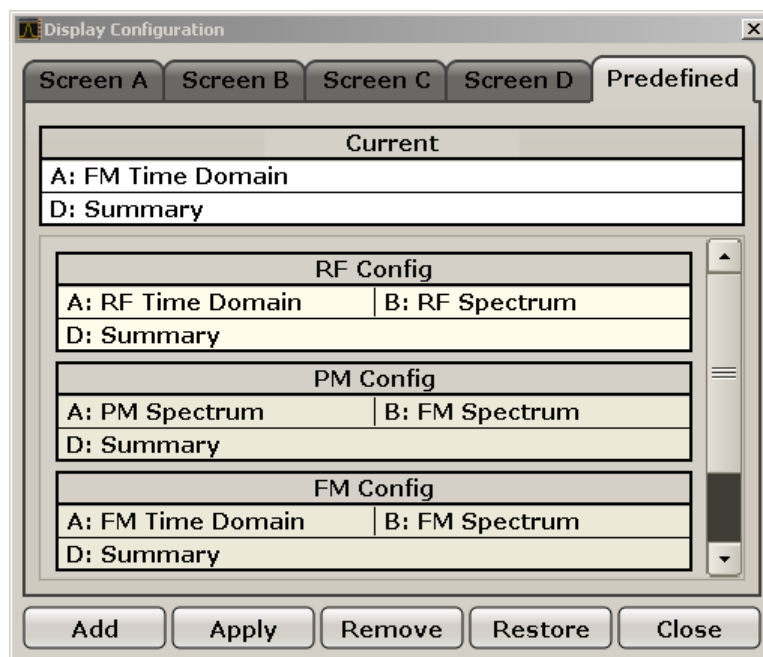 Display Configuration
Screen A Screen B Screen C Screen D Predefined
Current
A: FM Time Domain
D: Summary
RF Config
A: RF Time Domain B: RF Spectrum
D: Summary
PM Config
A: PM Spectrum B: FM Spectrum
D: Summary
FM Config
A: FM Time Domain B: FM Spectrum
D: Summary
Add Apply Remove Restore Close